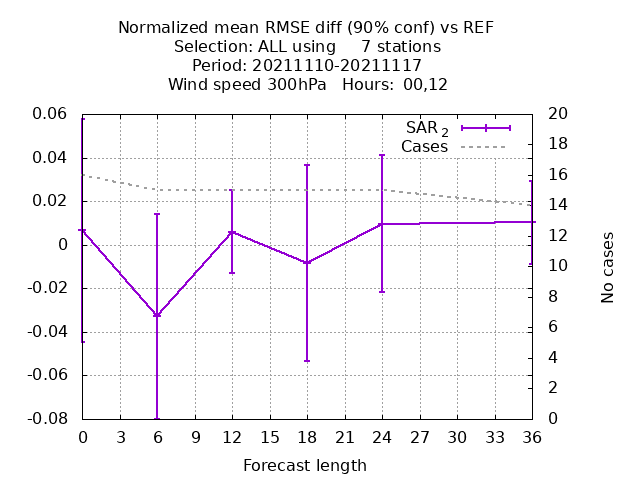 Normalized mean RMSE diff (90% conf) vs REF
Selection: ALL using     7 stations
Period: 20211110-20211117
Wind speed 300hPa   Hours:  00,12
SAR 2
Cases
0.06
0.04
0.02
0
-0.02
-0.04
-0.06
-0.08
20
18
16
14
12
10
8
6
4
2
0
No cases
0 3 6 9 12 15 18 21 24 27 30 33 36
Forecast length